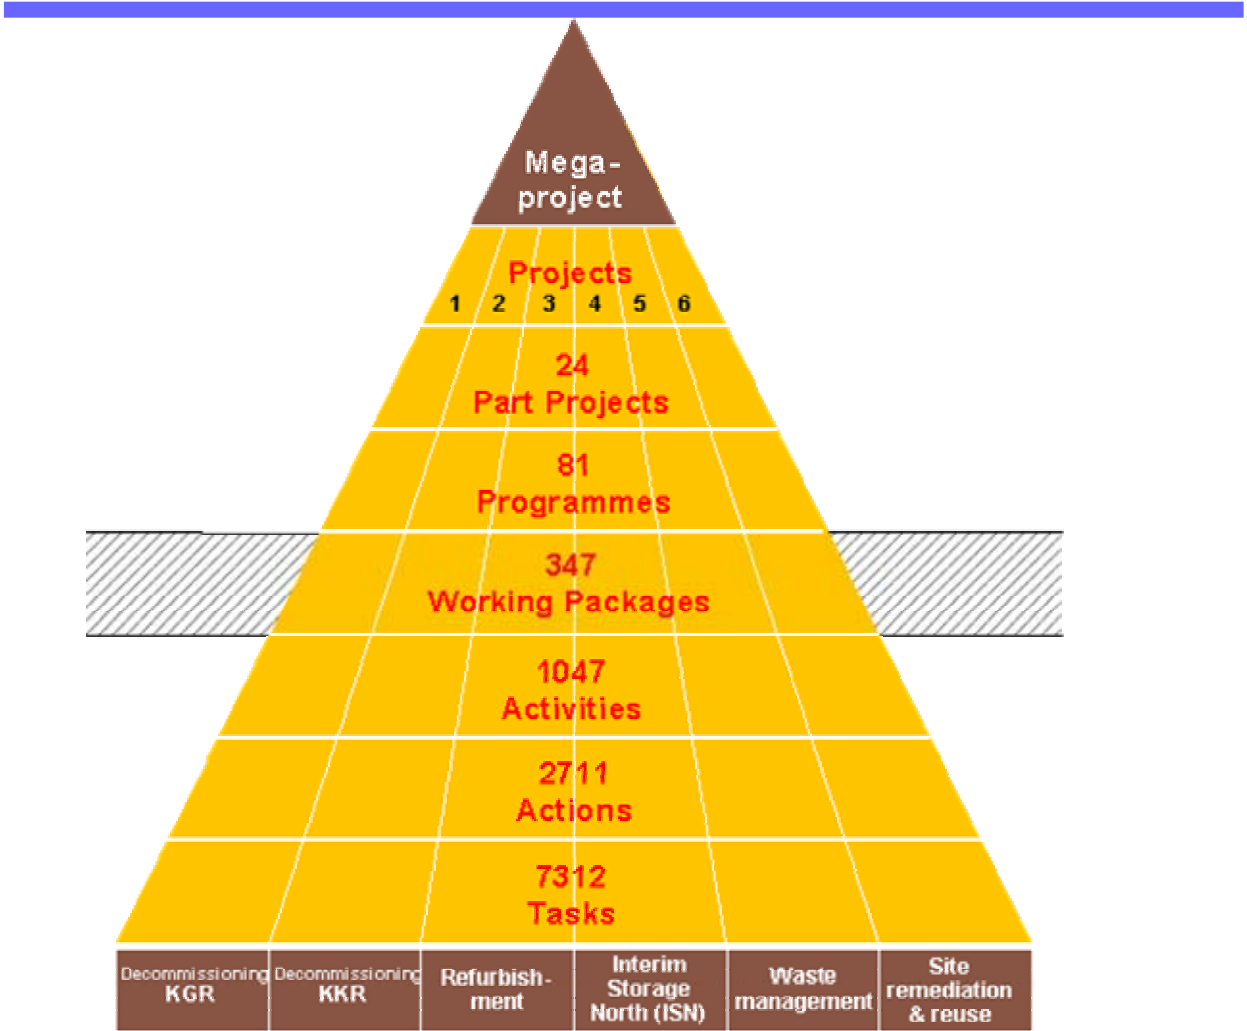 Mega-
project
Projects
1 2 3 4 5 6
24
Part Projects
81
Programmes
347
Working Packages
1047
Activities
2711
Actions
7312
Tasks
Decommissioning
KGR
Decommissioning
KKR
Refurbish-
ment
Interim
Storage
North (ISN)
Waste
management
Site
remediation
& reuse